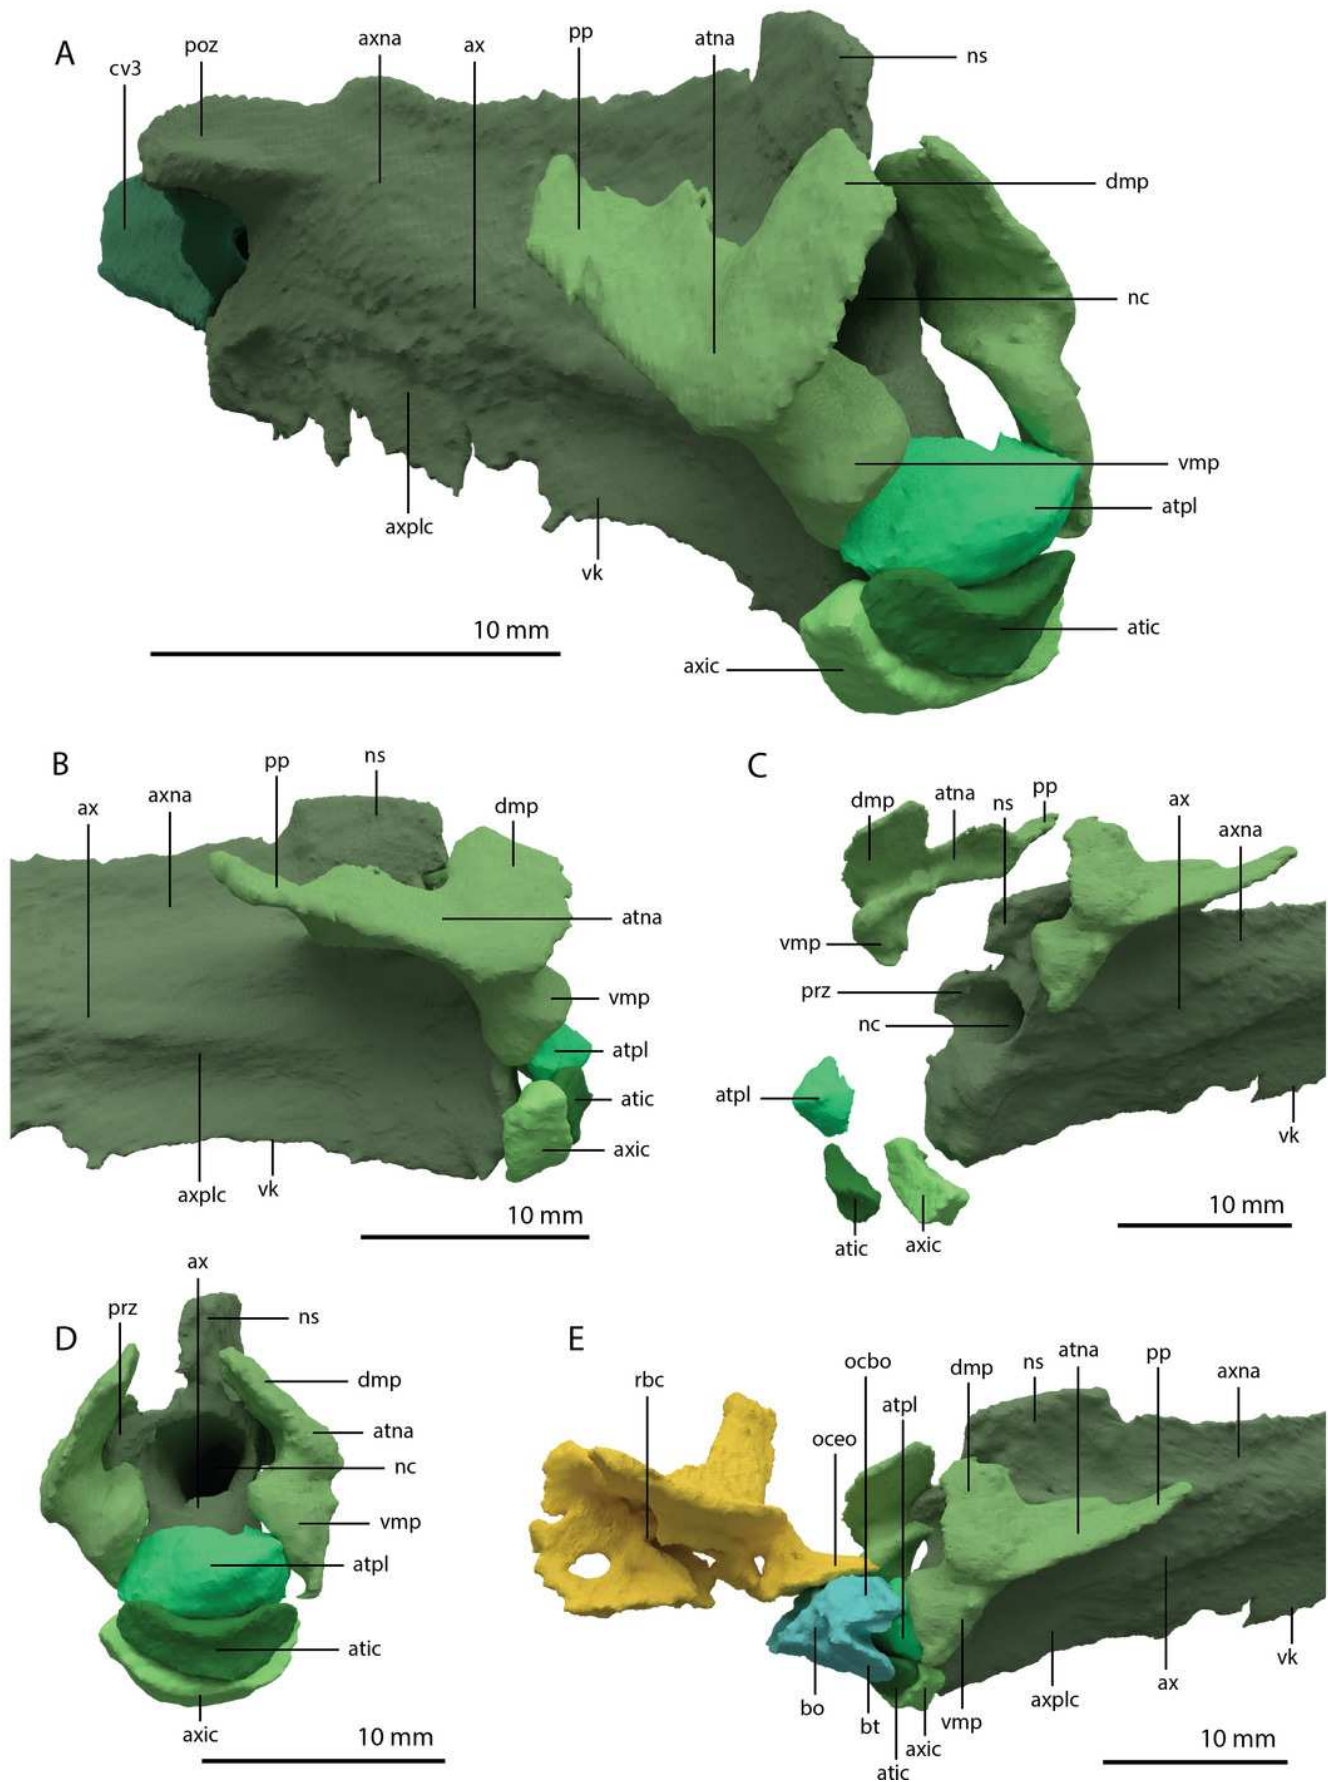 A
cv3
poz
axna
ax
pp
atna
ns
dmp
nc
vmp
atpl
atic
axic
axplc
vk
10 mm
B
ax
axna
pp
ns
dmp
atna
vmp
atpl
atic
axic
axplc
vk
10 mm
C
dmp
atna
ns
pp
ax
axna
vmp
prz
nc
atpl
atic
axic
vk
10 mm
D
prz
ax
ns
dmp
atna
nc
vmp
atpl
atic
axic
10 mm
E
rbc
oceo
ocbo
atpl
dmp
ns
atna
pp
axna
bo
bt
atic
axic
vmp
axplc
ax
vk
10 mm